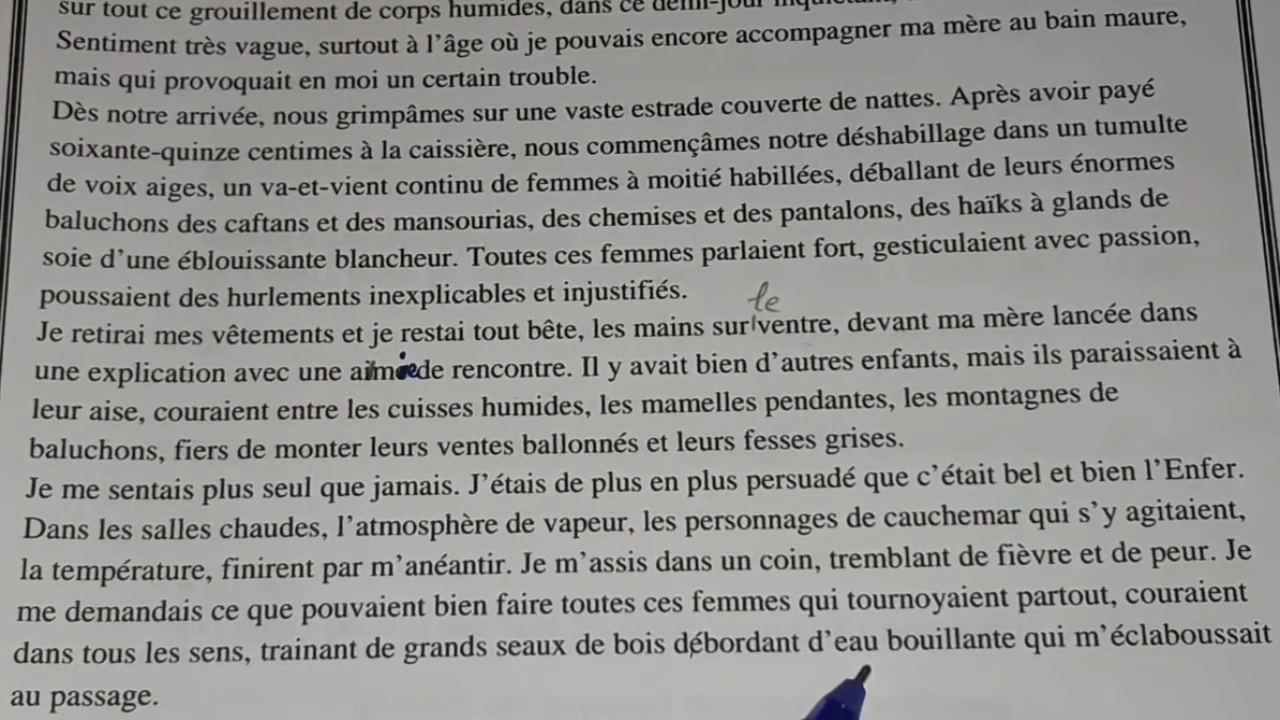 sur tout ce grouillement de corps humides, dans ce demi-jour inquiétant,
Sentiment très vague, surtout à l'âge où je pouvais encore accompagner ma mère au bain maure,
mais qui provoquait en moi un certain trouble.
Dès notre arrivée, nous grimpâmes sur une vaste estrade couverte de nattes. Après avoir payé
soixante-quinze centimes à la caissière, nous commençâmes notre déshabillage dans un tumulte
de voix aiges, un va-et-vient continu de femmes à moitié habillées, déballant de leurs énormes
baluchons des caftans et des mansourias, des chemises et des pantalons, des haïks à glands de
soie d'une éblouissante blancheur. Toutes ces femmes parlaient fort, gesticulaient avec passion,
poussaient des hurlements inexplicables et injustifiés.
Je retirai mes vêtements et je restai tout bête, les mains sur le ventre, devant ma mère lancée dans
une explication avec une amie de rencontre. Il y avait bien d'autres enfants, mais ils paraissaient à
leur aise, couraient entre les cuisses humides, les mamelles pendantes, les montagnes de
baluchons, fiers de monter leurs ventes ballonnés et leurs fesses grises.
Je me sentais plus seul que jamais. J'étais de plus en plus persuadé que c'était bel et bien l'Enfer.
Dans les salles chaudes, l'atmosphère de vapeur, les personnages de cauchemar qui s'y agitaient,
la température, finirent par m'anéantir. Je m'assis dans un coin, tremblant de fièvre et de peur. Je
me demandais ce que pouvaient bien faire toutes ces femmes qui tournoyaient partout, couraient
dans tous les sens, trainant de grands seaux de bois débordant d'eau bouillante qui m'éclaboussait
au passage.